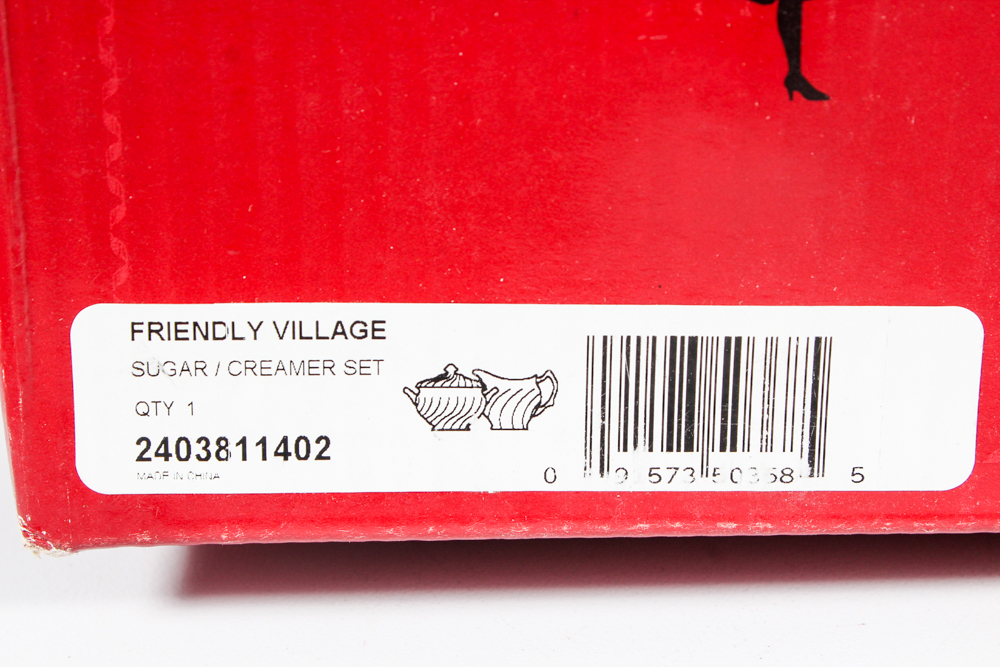 FRIENDLY VILLAGE
SUGAR / CREAMER SET
QTY 1
2403811402
MADE IN CHINA
0 5